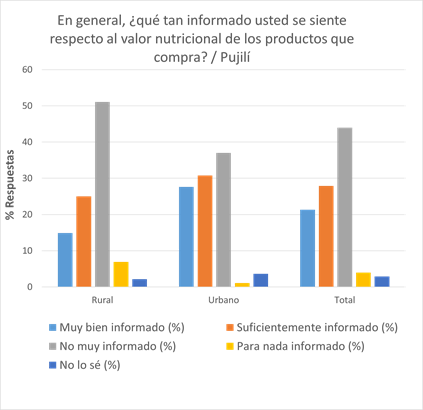 En general, ¿qué tan informado usted se siente
respecto al valor nutricional de los productos que
compra? / Pujilí
% Respuestas
60
50
40
30
20
10
0
Rural
Urbano
Total
Muy bien informado (%)
Suficientemente informado (%)
No muy informado (%)
Para nada informado (%)
No lo sé (%)